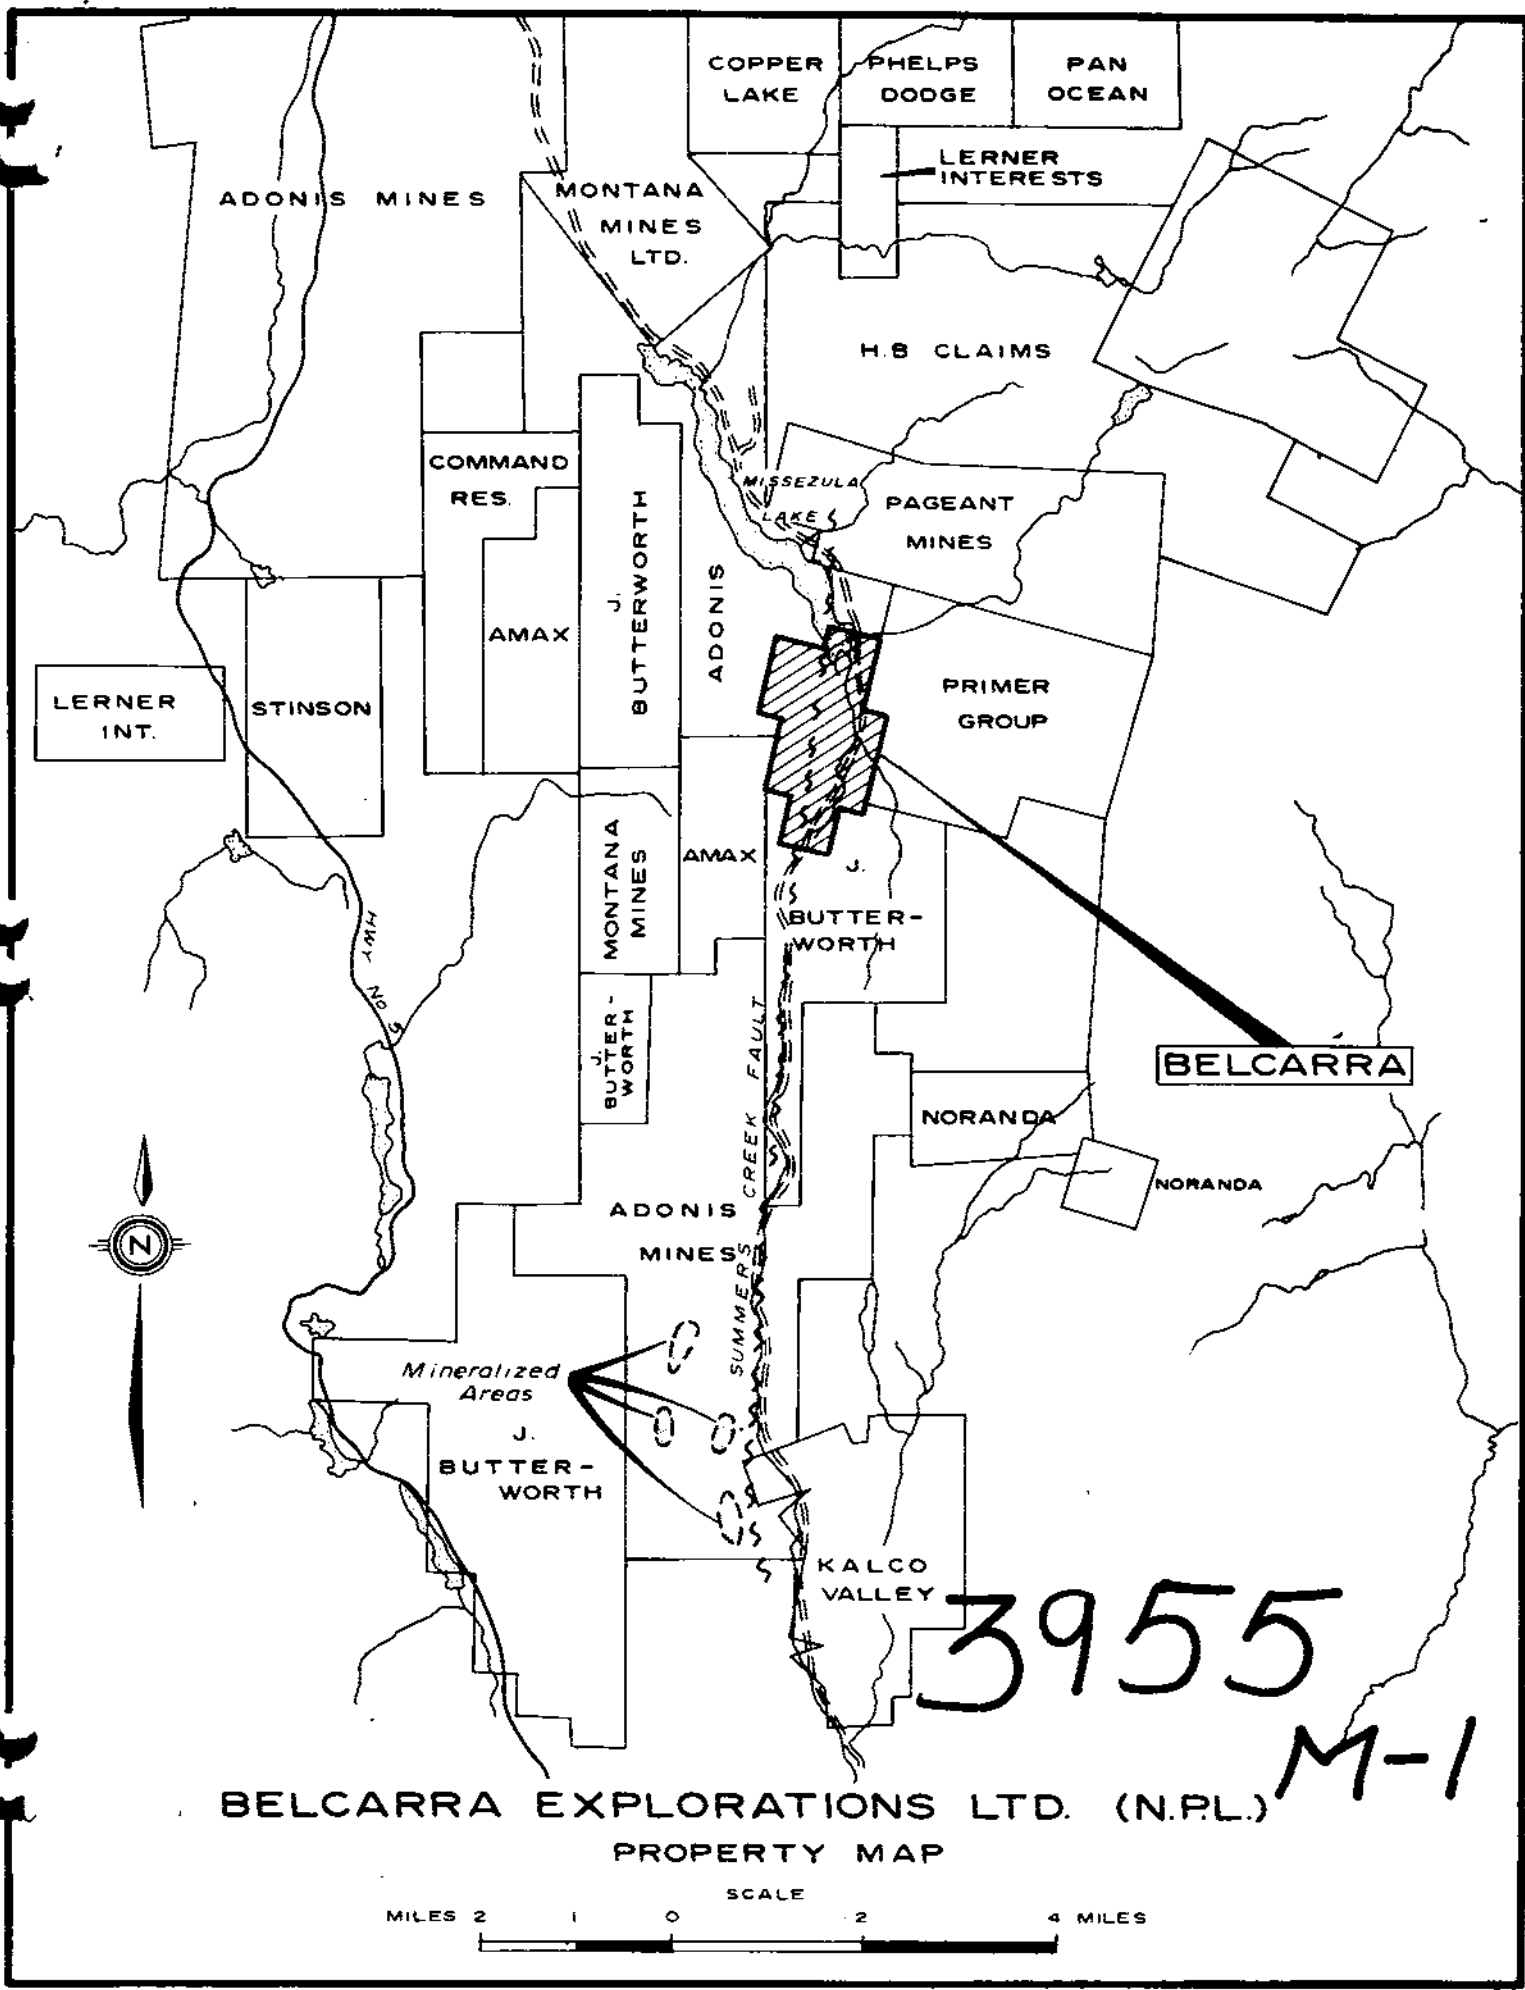 COPPER
LAKE
PHELPS
DODGE
PAN
OCEAN
LERNER
INTERESTS
ADONIS MINES
MONTANA
MINES
LTD.
H.B CLAIMS
COMMAND
RES.
MISSEZULA
LAKE
PAGEANT
MINES
J.
BUTTERWORTH
ADONIS
AMAX
LERNER
INT.
STINSON
PRIMER
GROUP
MONTANA
MINES
AMAX
J.
BUTTER-
WORTH
HWY No 5
J.
BUTTER-
WORTH
BELCARRA
NORANDA
NORANDA
N
ADONIS
MINES
SUMMERS CREEK FAULT
Mineralized
Areas
J.
BUTTER-
WORTH
KALCO
VALLEY
3955
M-1
BELCARRA EXPLORATIONS LTD. (N.P.L.)
PROPERTY MAP
SCALE
MILES 2 1 0 2 4 MILES